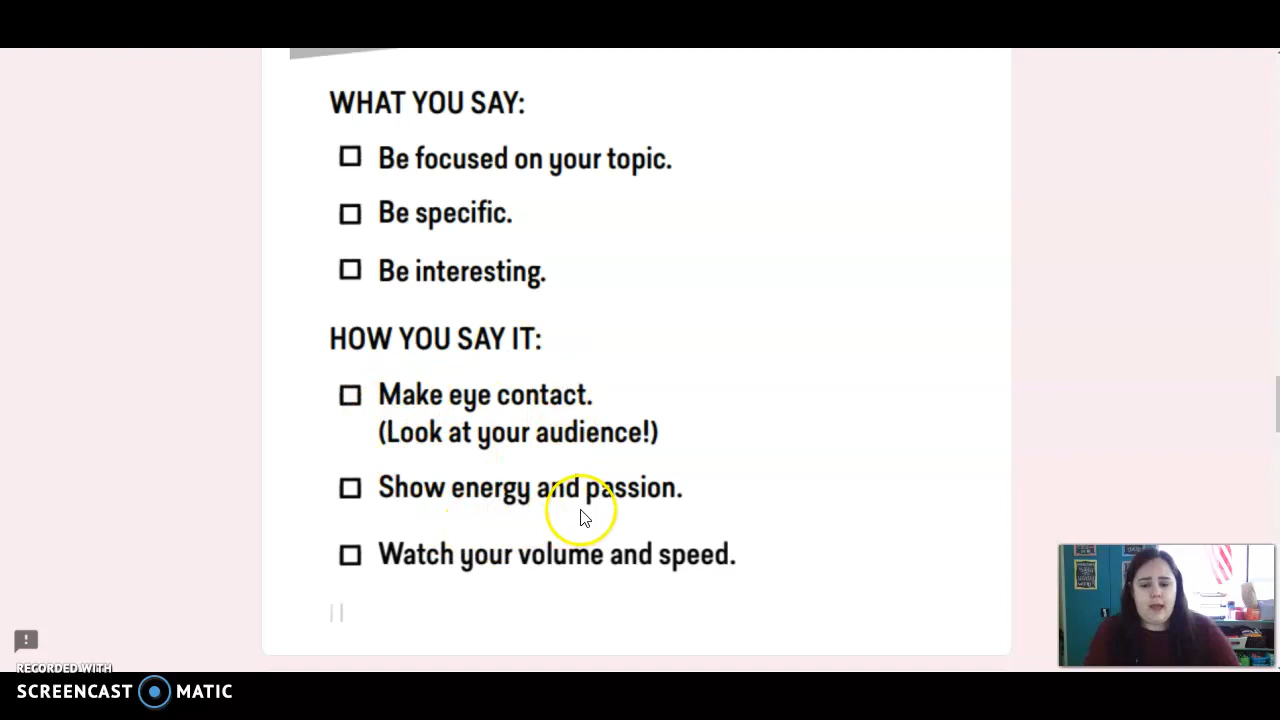 WHAT YOU SAY:
Be focused on your topic.
Be specific.
Be interesting.
HOW YOU SAY IT:
Make eye contact.
(Look at your audience!)
Show energy and passion.
Watch your volume and speed.
RECORDED WITH
SCREENCAST MATIC